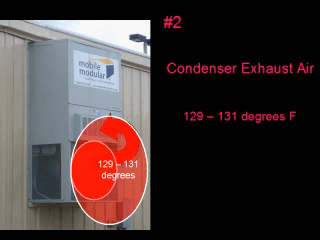 #2
mobile
modular
Condenser Exhaust Air
129 – 131 degrees F
129 – 131
degrees